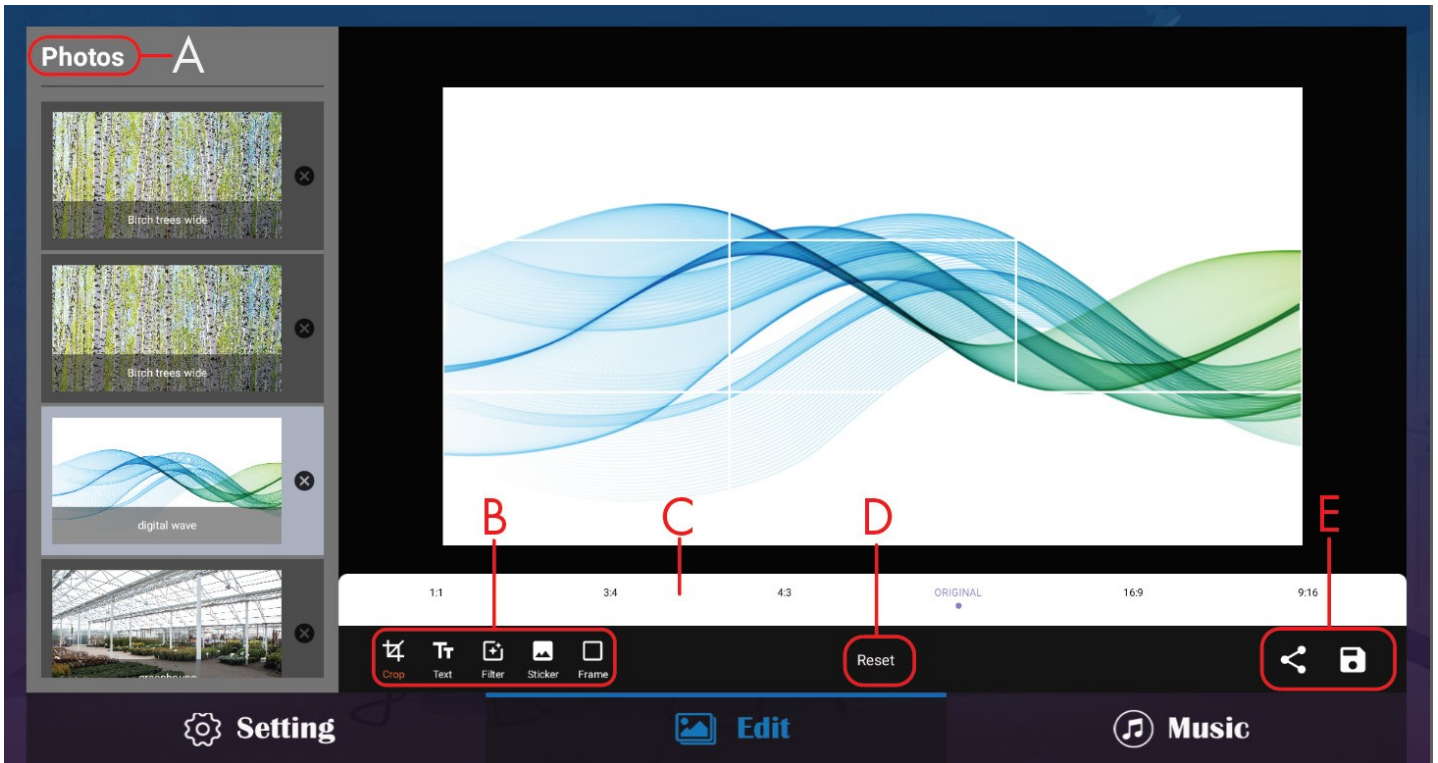 Photos A
Birch trees wide
Birch trees wide
digital wave
greenhouse
B C D E
1:1 3:4 4:3 ORIGINAL 16:9 9:16
Crop Text Filter Sticker Frame
Reset
Setting Edit Music